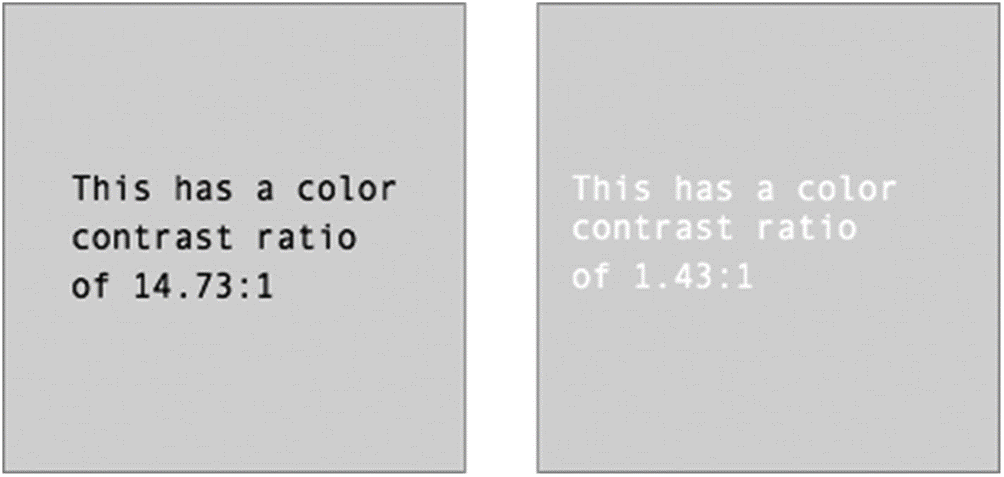 This has a color
contrast ratio
of 14.73:1
This has a color
contrast ratio
of 1.43:1